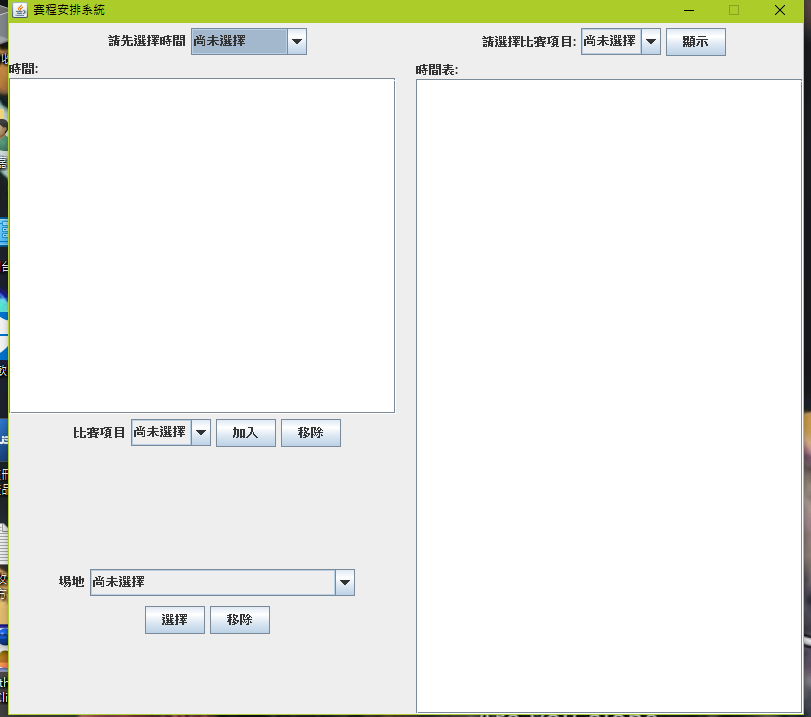 賽程安排系統
請先選擇時間 尚未選擇
請選擇比賽項目: 尚未選擇 顯示
時間:
時間表:
比賽項目 尚未選擇 加入 移除
場地 尚未選擇
選擇 移除